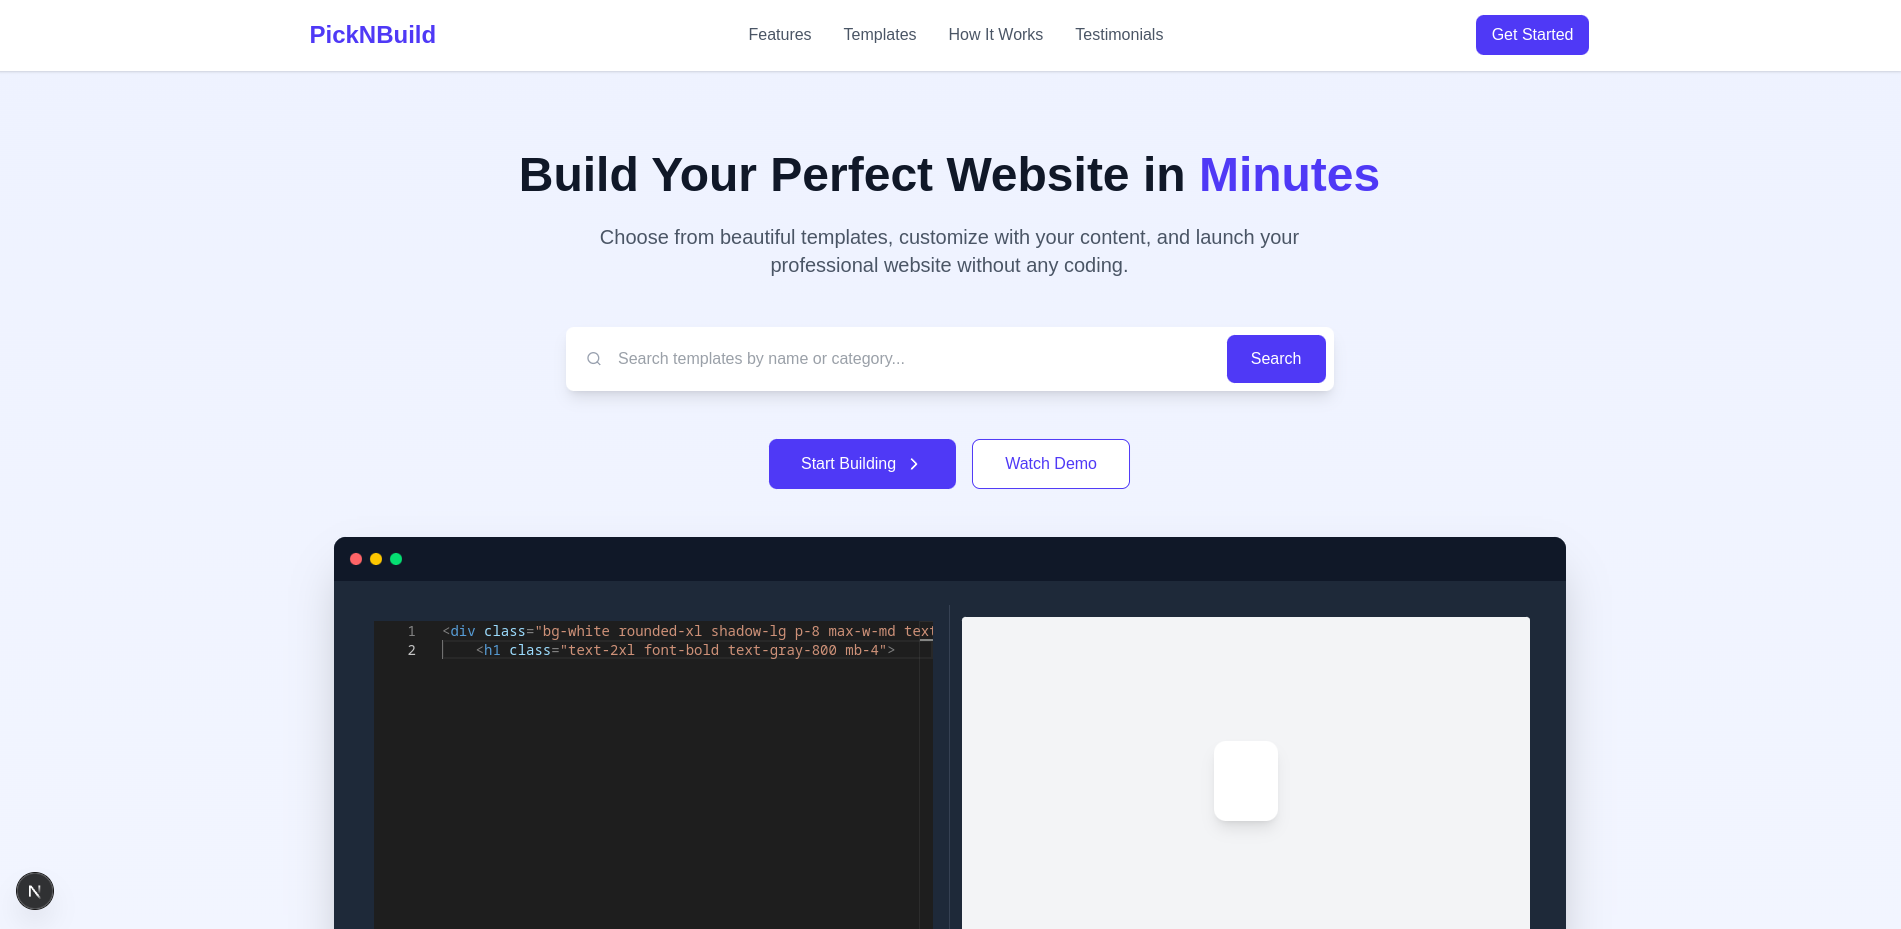 PickNBuild
Features
Templates
How It Works
Testimonials
Get Started
Build Your Perfect Website in Minutes
Choose from beautiful templates, customize with your content, and launch your
professional website without any coding.
Search templates by name or category...
Search
Start Building
Watch Demo
1 <div class="bg-white rounded-xl shadow-lg p-8 max-w-md text
2 <h1 class="text-2xl font-bold text-gray-800 mb-4">
N